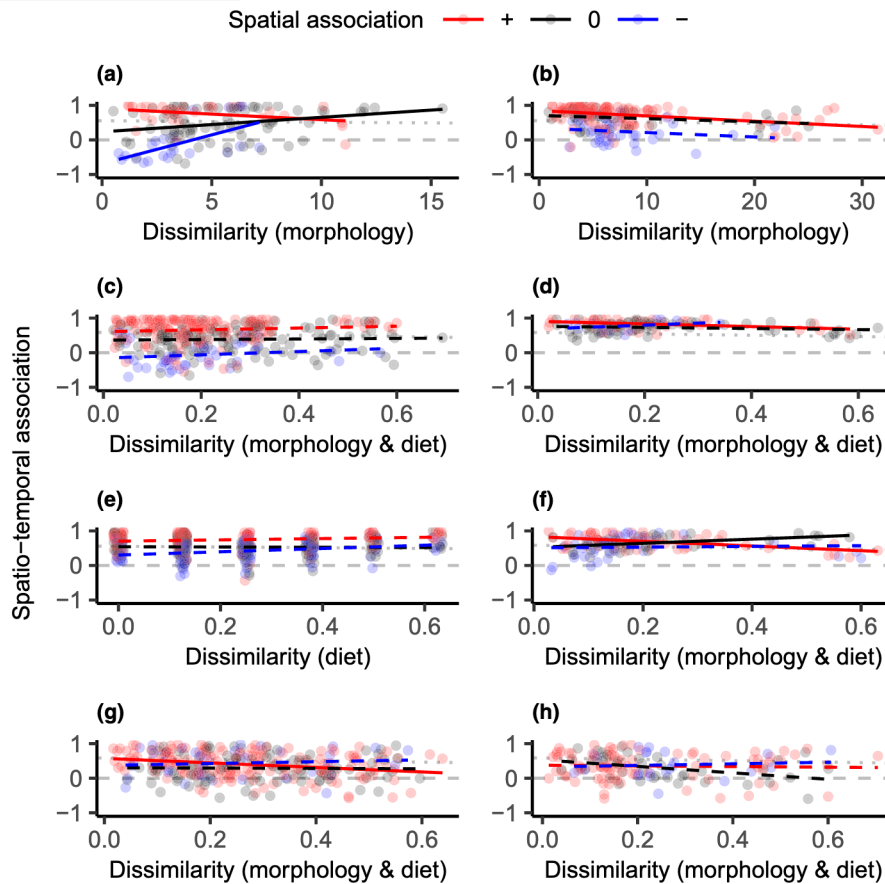 Spatial association + 0 −
Spatio−temporal association
(a)
1
0
−1
5 10 15
Dissimilarity (morphology)
(b)
1
0
−1
0 10 20 30
Dissimilarity (morphology)
(c)
1
0
−1
0.0 0.2 0.4 0.6
Dissimilarity (morphology & diet)
(d)
1
0
−1
0.0 0.2 0.4 0.6
Dissimilarity (morphology & diet)
(e)
1
0
−1
0.0 0.2 0.4 0.6
Dissimilarity (diet)
(f)
1
0
−1
0.0 0.2 0.4 0.6
Dissimilarity (morphology & diet)
(g)
1
0
−1
0.0 0.2 0.4 0.6
Dissimilarity (morphology & diet)
(h)
1
0
−1
0.0 0.2 0.4 0.6
Dissimilarity (morphology & diet)